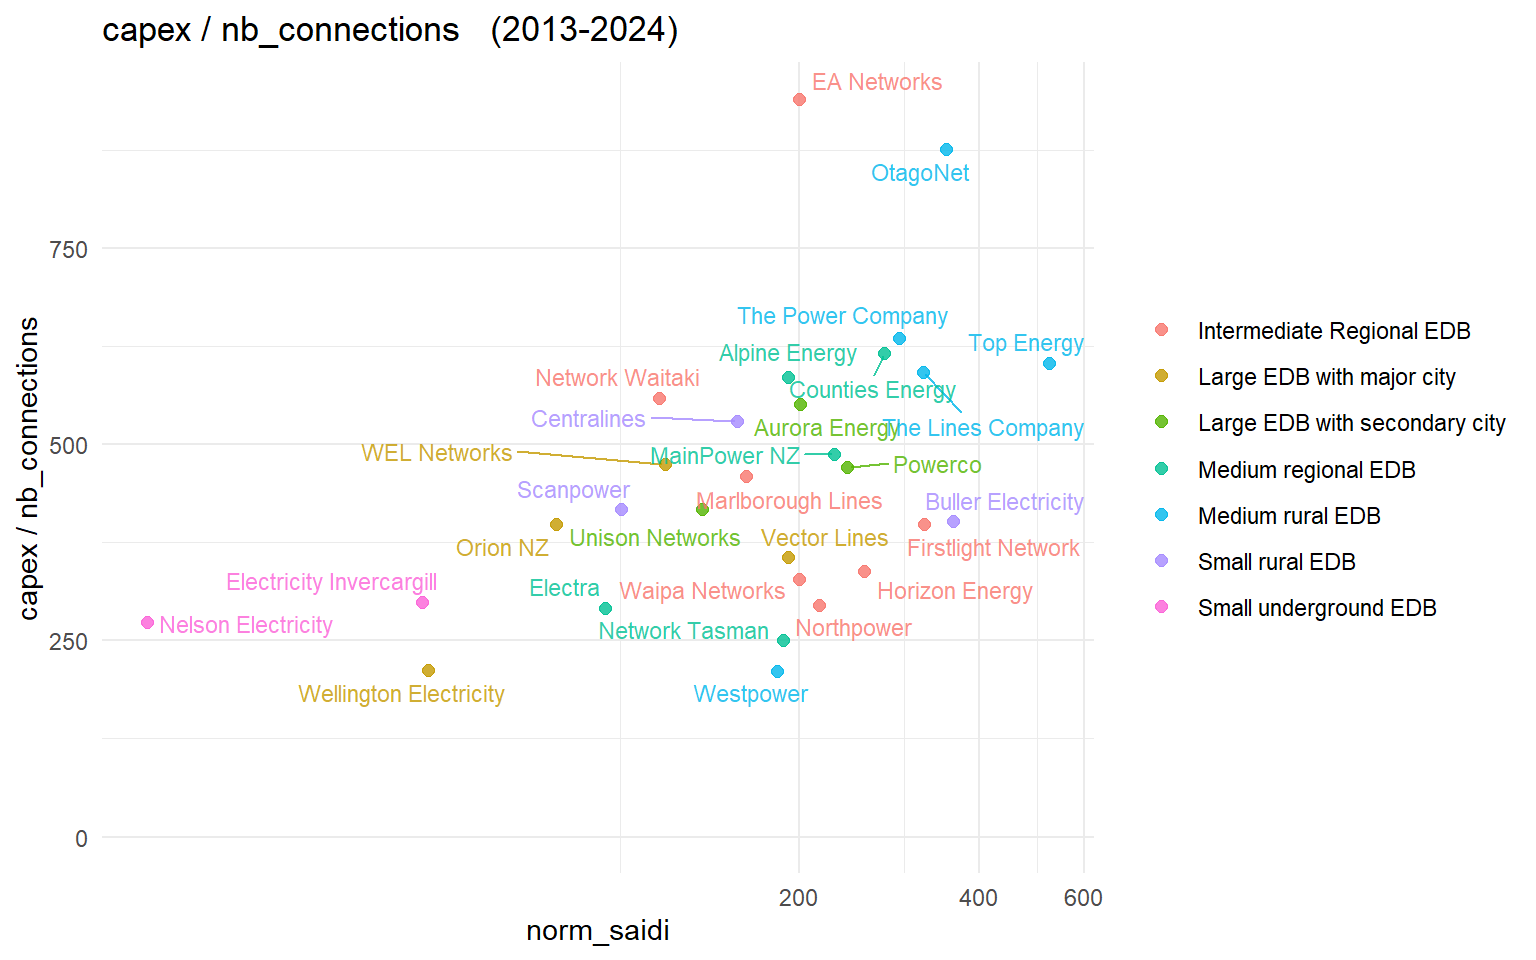 capex / nb_connections (2013-2024)
EA Networks
OtagoNet
750
The Power Company
Top Energy
Alpine Energy
Network Waitaki
Counties Energy
Centralines
Aurora Energy
The Lines Company
500
WEL Networks
MainPower NZ
Powerco
Scanpower
Marlborough Lines
Buller Electricity
Orion NZ
Unison Networks
Vector Lines
Firstlight Network
Electricity Invercargill
Electra
Waipa Networks
Horizon Energy
Nelson Electricity
Network Tasman
Northpower
250
Wellington Electricity
Westpower
0
200
400
600
norm_saidi
capex / nb_connections
Intermediate Regional EDB
Large EDB with major city
Large EDB with secondary city
Medium regional EDB
Medium rural EDB
Small rural EDB
Small underground EDB